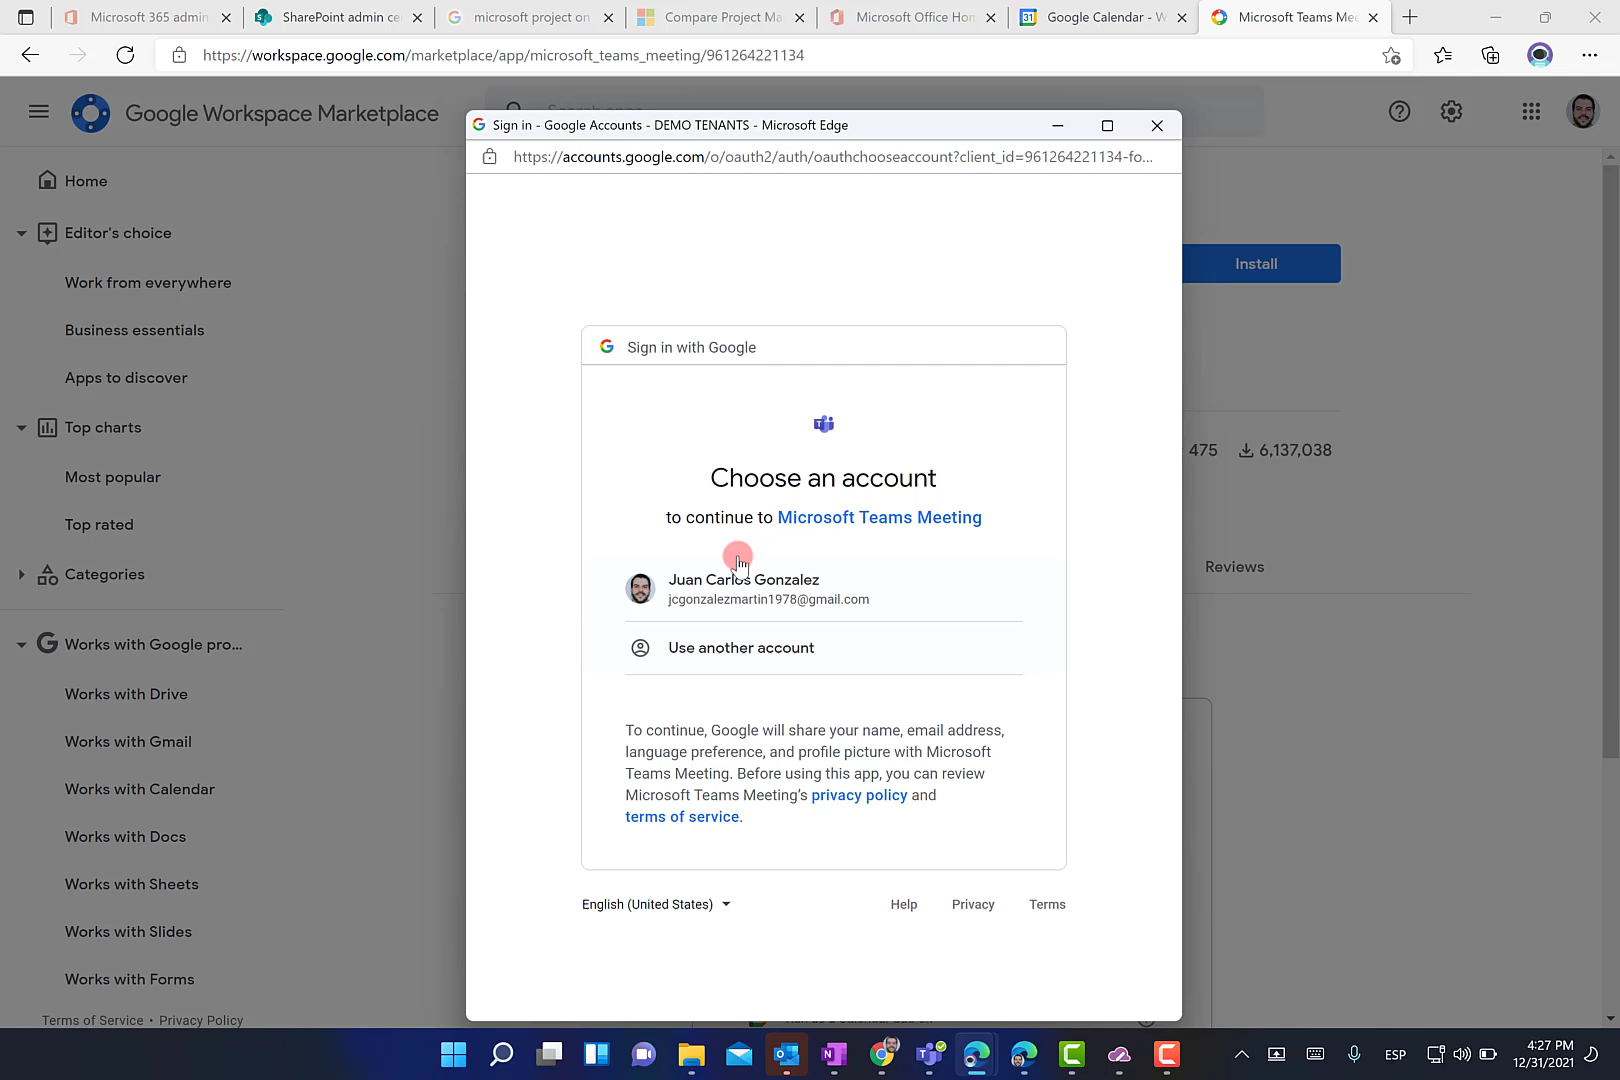 Microsoft 365 admin
SharePoint admin ce
microsoft project on
Compare Project Ma
Microsoft Office Hom
Google Calendar - W
Microsoft Teams Mee
https://workspace.google.com/marketplace/app/microsoft_teams_meeting/961264221134
Google Workspace Marketplace
Search apps
Sign in - Google Accounts - DEMO TENANTS - Microsoft Edge
https://accounts.google.com/o/oauth2/auth/oauthchooseaccount?client_id=961264221134-fo...
Home
Editor's choice
Work from everywhere
Business essentials
Apps to discover
Top charts
Most popular
Top rated
Categories
Works with Google pro...
Works with Drive
Works with Gmail
Works with Calendar
Works with Docs
Works with Sheets
Works with Slides
Works with Forms
Terms of Service • Privacy Policy
Install
475
6,137,038
Reviews
Sign in with Google
Choose an account
to continue to Microsoft Teams Meeting
Juan Carlos Gonzalez
jcgonzalezmartin1978@gmail.com
Use another account
To continue, Google will share your name, email address,
language preference, and profile picture with Microsoft
Teams Meeting. Before using this app, you can review
Microsoft Teams Meeting's privacy policy and
terms of service.
English (United States)
Help
Privacy
Terms
ESP
4:27 PM
12/31/2021